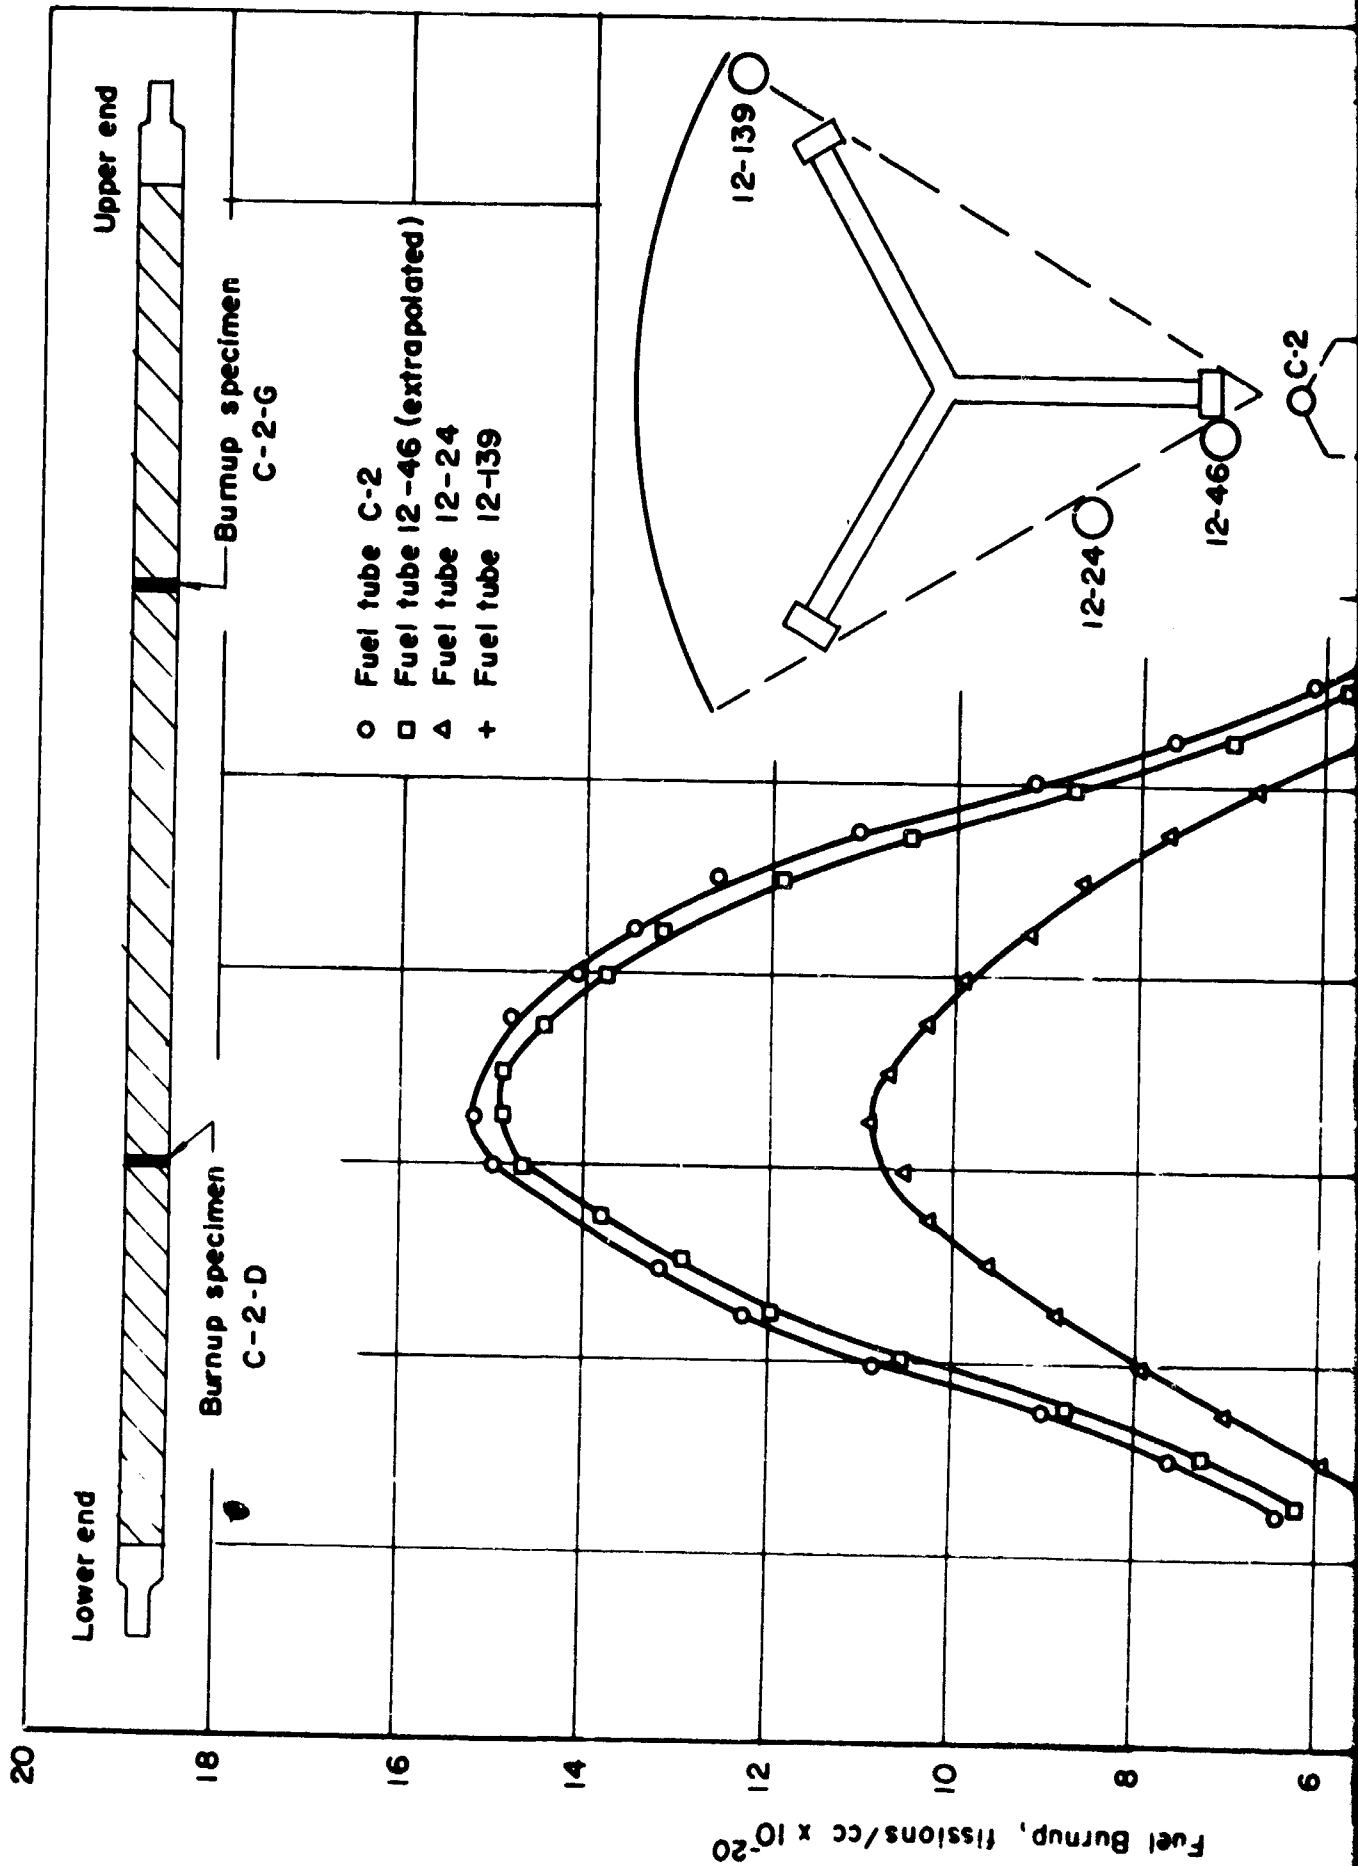 Lower end
Upper end
Burnup specimen
C-2-D
Burnup specimen
C-2-G
Fuel tube C-2
Fuel tube 12-46 (extrapolated)
Fuel tube 12-24
Fuel tube 12-139
12-139
12-24
12-46
C-2
20
18
16
14
12
10
8
6
Fuel Burnup, fissions/cc x 10^-20